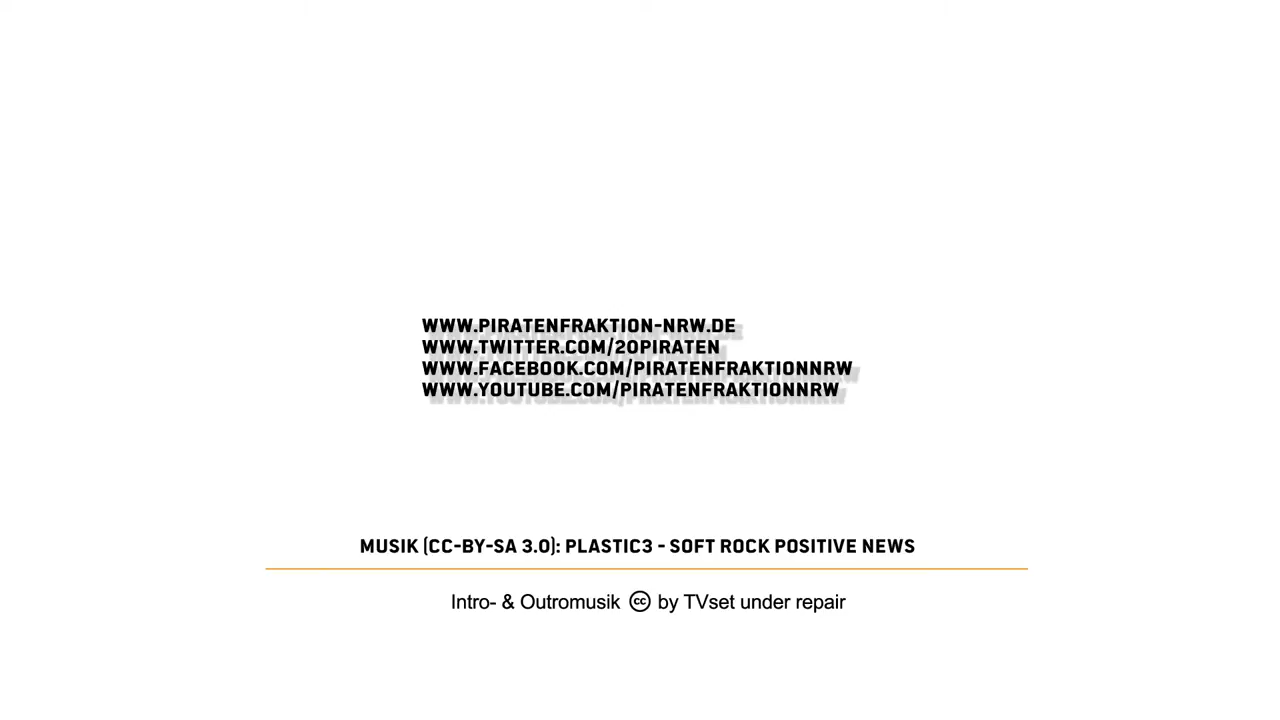 WWW.PIRATENFRAKTION-NRW.DE
WWW.TWITTER.COM/20PIRATEN
WWW.FACEBOOK.COM/PIRATENFRAKTIONNRW
WWW.YOUTUBE.COM/PIRATENFRAKTIONNRW
MUSIK (CC-BY-SA 3.0): PLASTIC3 - SOFT ROCK POSITIVE NEWS
Intro- & Outromusik cc by TVset under repair